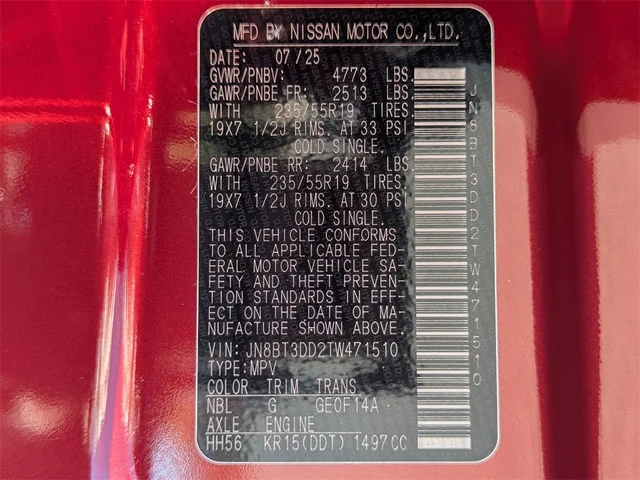 MFD BY NISSAN MOTOR CO.,LTD.
DATE: 07/25
GVWR/PNBV: 4773 LBS.
GAWR/PNBE FR: 2513 LBS.
WITH 235/55R19 TIRES.
19X7 1/2J RIMS. AT 33 PSI
COLD SINGLE.
GAWR/PNBE RR: 2414 LBS.
WITH 235/55R19 TIRES.
19X7 1/2J RIMS. AT 30 PSI
COLD SINGLE.
THIS VEHICLE CONFORMS
TO ALL APPLICABLE FED-
ERAL MOTOR VEHICLE SA-
FETY AND THEFT PREVEN-
TION STANDARDS IN EFF-
ECT ON THE DATE OF MA-
NUFACTURE SHOWN ABOVE.
VIN: JN8BT3DD2TW471510
TYPE:MPV
COLOR TRIM TRANS
NBL G GE0F14A
AXLE ENGINE
HH56 KR15(DDT) 1497CC
JN8BT3DD2TW471510